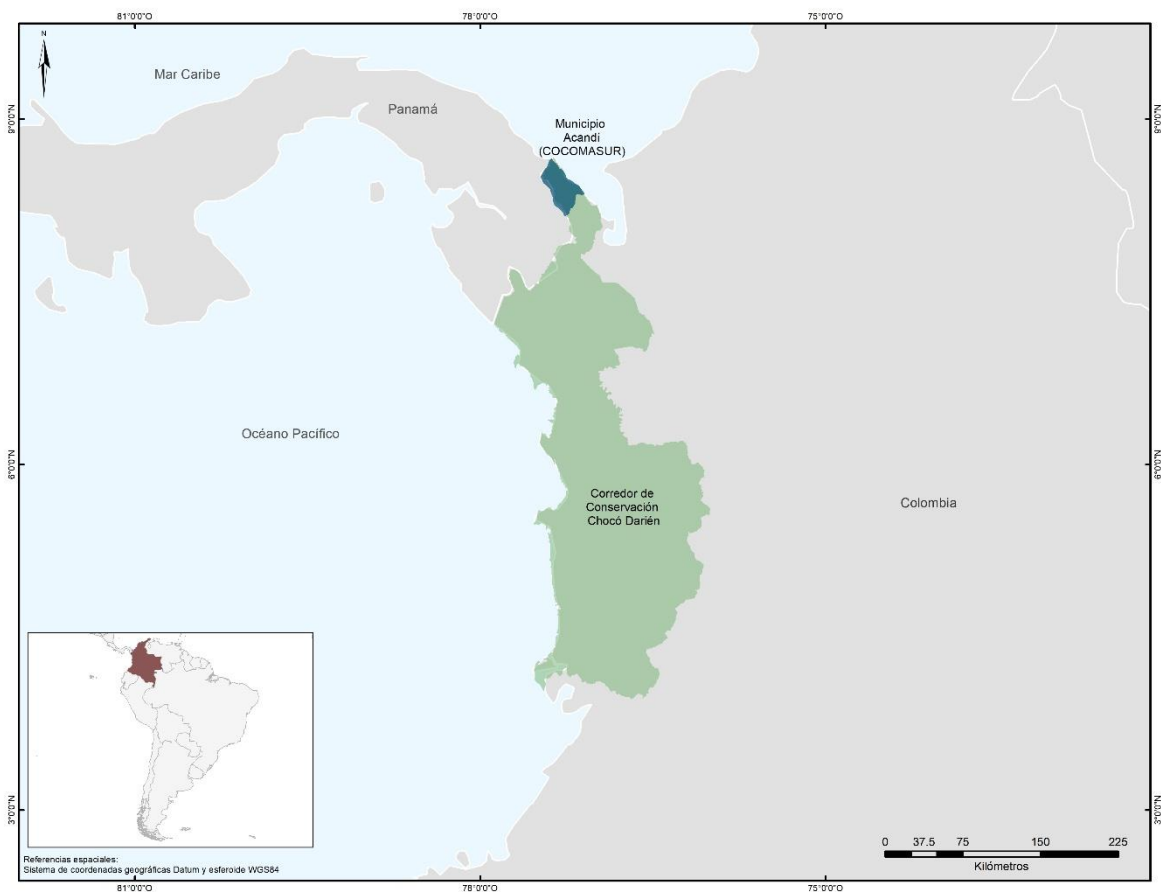 81°0'0"O
78°0'0"O
75°0'0"O
N
Mar Caribe
Panamá
9°0'0"N
9°0'0"N
Municipio
Acandí
(COCOMASUR)
Océano Pacífico
6°0'0"N
6°0'0"N
Corredor de
Conservación
Chocó Darién
Colombia
3°0'0"N
3°0'0"N
0 37.5 75 150 225
Kilómetros
Referencias espaciales:
Sistema de coordenadas geográficas Datum y esferoide WGS84
81°0'0"O
78°0'0"O
75°0'0"O